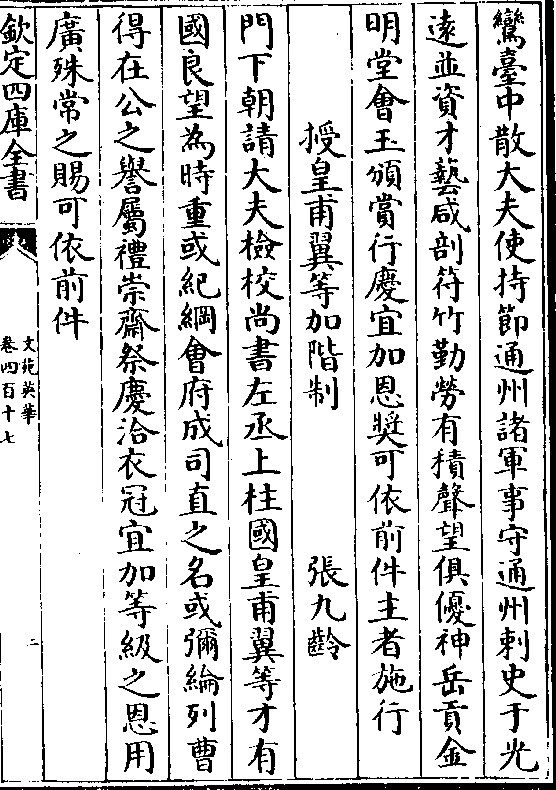 鸞臺中散大夫使持節通州諸軍事守通州刺史于光
遠並資才藝咸剖符竹勤勞有積聲望俱優神岳貢金
明堂會玉頒賞行慶宜加恩奬可依前件主者施行
授皇甫翼等加階制 張九齡
門下朝請大夫檢校尚書左丞上柱國皇甫翼等才有
國良望為時重或紀綱會府成司直之名或彌綸列曹
得在公之譽屬禮崇齋祭慶洽衣冠宜加等級之恩用
廣殊常之賜可依前件
欽定四庫全書
文苑英華
卷四百十七
二